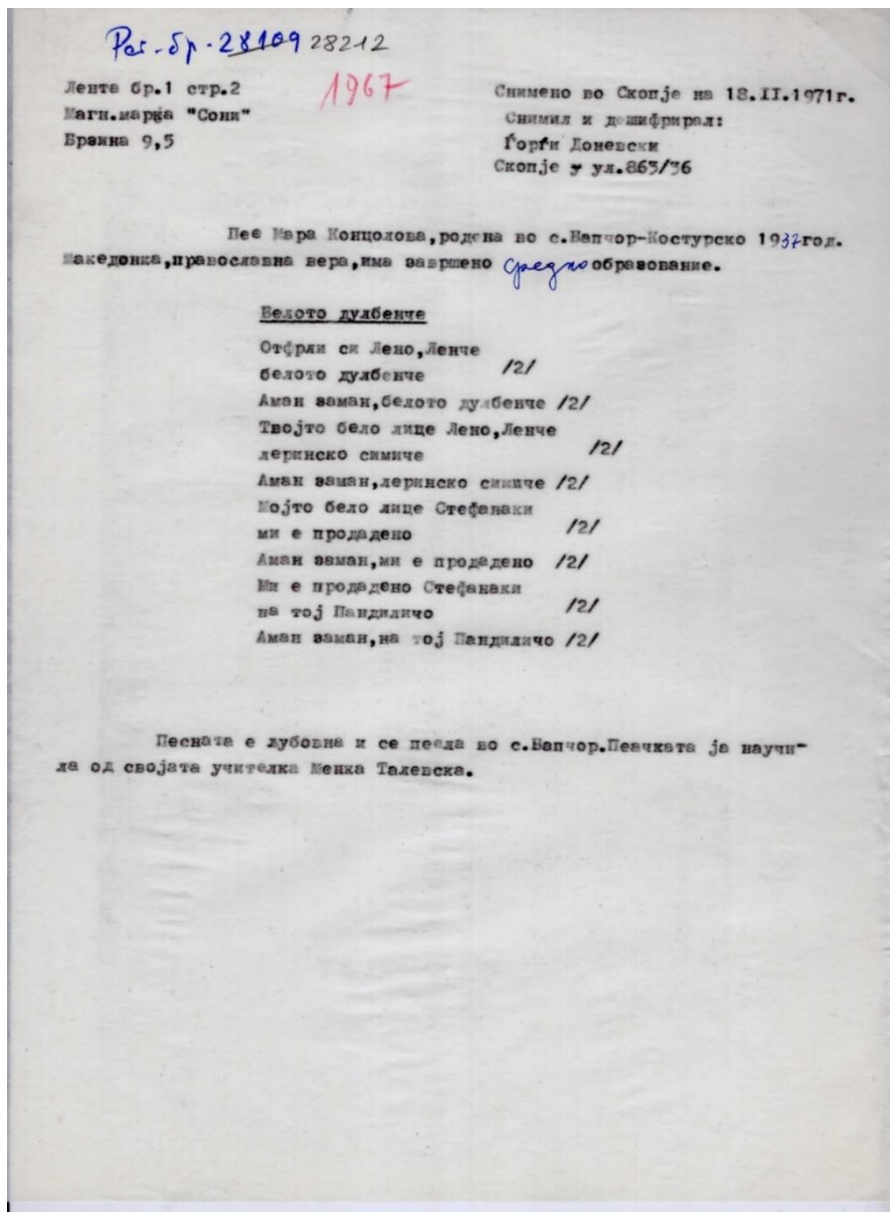 Рег-бр. 28109 28212
1967
Лента бр.1 стр.2
Магн.марка "Сони"
Брзина 9,5
Снимено во Скопје на 18.II.1971г.
Снимил и дешифрирал:
Ѓорѓи Доневски
Скопје у ул.863/36
Пее Мара Концолова,родена во с.Вапчор-Костурско 1937год.
Македонка,православна вера,има завршено средно образование.
Белото дулбенче
Отфрли си Лено,Ленче
белото дулбенче /2/
Аман заман,белото дулбенче /2/
Твојто бело лице Лено,Ленче
леринско симиче /2/
Аман заман,леринско симиче /2/
Мојто бело лице Стефанаки
ми е продадено /2/
Аман заман,ми е продадено /2/
Ми е продадено Стефанаки
на тој Пандиличо /2/
Аман заман,на тој Пандиличо /2/
Песната е лубовна и се пеела во с.Вапчор.Пеачката ја научи-
ла од својата учителка Менка Талевска.